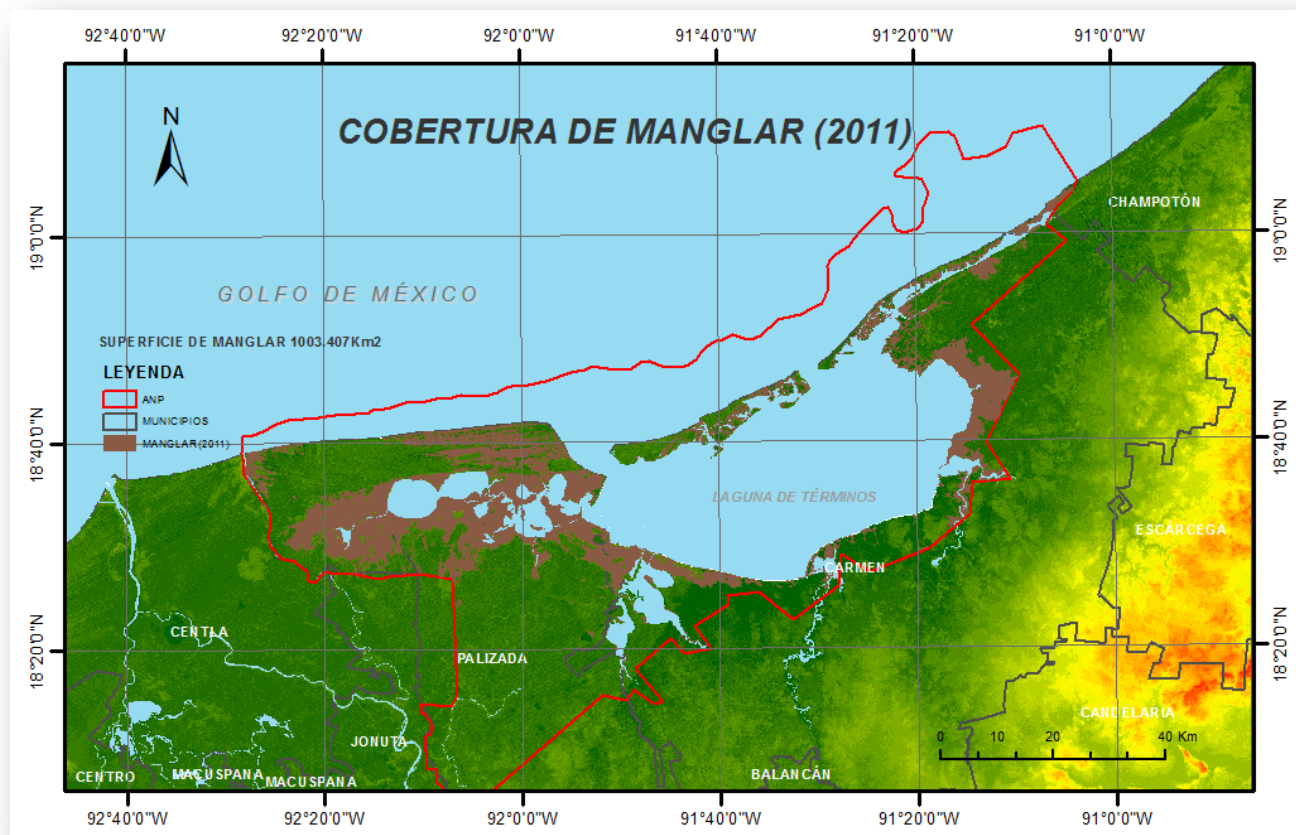 92°40'0"W 92°20'0"W 92°0'0"W 91°40'0"W 91°20'0"W 91°0'0"W
N
COBERTURA DE MANGLAR (2011)
CHAMPOTÓN
19°0'0"N 19°0'0"N
GOLFO DE MÉXICO
SUPERFICIE DE MANGLAR 1003.407Km2
LEYENDA
ANP
MUNICIPIOS
MANGLAR(2011)
18°40'0"N 18°40'0"N
LAGUNA DE TÉRMINOS
ESCÁRCEGA
CARMEN
CENTLA
18°20'0"N 18°20'0"N
PALIZADA
CANDELARIA
JONUTA
0 10 20 40 Km
CENTRO MACUSPANA MACUSPANA BALANCÁN
92°40'0"W 92°20'0"W 92°0'0"W 91°40'0"W 91°20'0"W 91°0'0"W